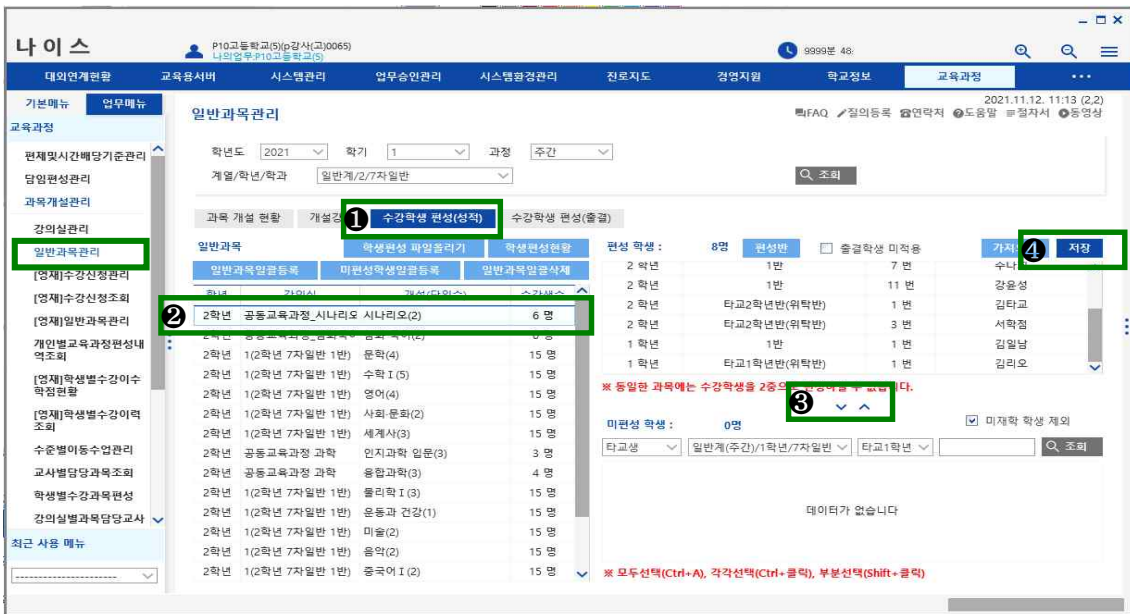 나이스
P10고등학교(5)(p강사(고)0065)
나의업무:P10고등학교(5)
9999분 48
대외연계현황 교육용서버 시스템관리 업무승인관리 시스템환경관리 진로지도 경영지원 학교정보 교육과정 •••
기본메뉴 업무메뉴
교육과정
편제및시간배당기준관리
담임편성관리
과목개설관리
강의실관리
일반과목관리
[영재]수강신청관리
[영재]수강신청조회
[영재]일반과목관리
개인별교육과정편성내
역조회
[영재]학생별수강이수
학점현황
[영재]학생별수강이력
조회
수준별이동수업관리
교사별담당과목조회
학생별수강과목편성
강의실별과목담당교사
최근 사용 메뉴
----------------------
일반과목관리
2021.11.12. 11:13 (2,2)
FAQ 질의등록 연락처 도움말 절차서 동영상
학년도 2021 학기 1 과정 주간
계열/학년/학과 일반계/2/7차일반 조회
과목 개설 현황 개설강 ❶ 수강학생 편성(성적) 수강학생 편성(출결)
일반과목 학생편성 파일올리기 학생편성현황
일반과목일괄등록 미편성학생일괄등록 일반과목일괄삭제
학년 강의실 개설(단위수) 수강생수
❷ 2학년 공동교육과정_시나리오 시나리오(2) 6 명
2학년 1(2학년 7차일반 1반) 문학(4) 15 명
2학년 1(2학년 7차일반 1반) 수학Ⅰ(5) 15 명
2학년 1(2학년 7차일반 1반) 영어(4) 15 명
2학년 1(2학년 7차일반 1반) 사회·문화(2) 15 명
2학년 1(2학년 7차일반 1반) 세계사(3) 15 명
2학년 공동교육과정 과학 인지과학 입문(3) 3 명
2학년 공동교육과정 과학 융합과학(3) 4 명
2학년 1(2학년 7차일반 1반) 물리학Ⅰ(3) 15 명
2학년 1(2학년 7차일반 1반) 운동과 건강(1) 15 명
2학년 1(2학년 7차일반 1반) 미술(2) 15 명
2학년 1(2학년 7차일반 1반) 음악(2) 15 명
2학년 1(2학년 7차일반 1반) 중국어Ⅰ(2) 15 명
편성 학생 : 8명 편성반 출결학생 미적용 ❹ 저장
2 학년 1반 7 번 수나
2 학년 1반 11 번 강윤성
2 학년 타교2학년반(위탁반) 1 번 김타교
2 학년 타교2학년반(위탁반) 3 번 서학점
1 학년 1반 1 번 김일남
1 학년 타교1학년반(위탁반) 1 번 김리오
※ 동일한 과목에는 수강학생을 2중으로 편성하실 수 없습니다.
❸
미편성 학생 : 0명 미재학 학생 제외
타교생 일반계(주간)/1학년/7차일반 타교1학년 조회
데이터가 없습니다
※ 모두선택(Ctrl+A), 각각선택(Ctrl+클릭), 부분선택(Shift+클릭)